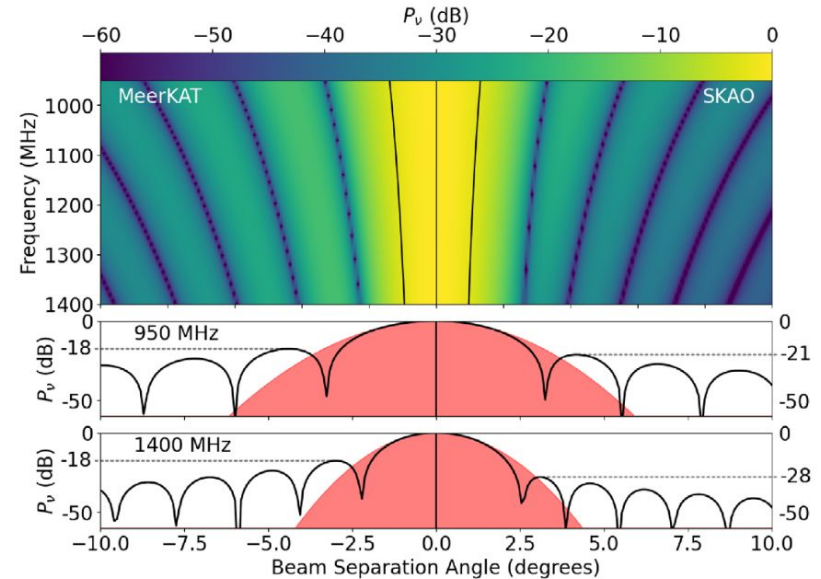 P_ν (dB)
−60 −50 −40 −30 −20 −10 0
MeerKAT SKAO
Frequency (MHz)
1000
1100
1200
1300
1400
950 MHz
P_ν (dB)
0 0
-18 -21
-50 -50
1400 MHz
P_ν (dB)
0 0
-18 -28
-50 -50
−10.0 −7.5 −5.0 −2.5 0.0 2.5 5.0 7.5 10.0
Beam Separation Angle (degrees)